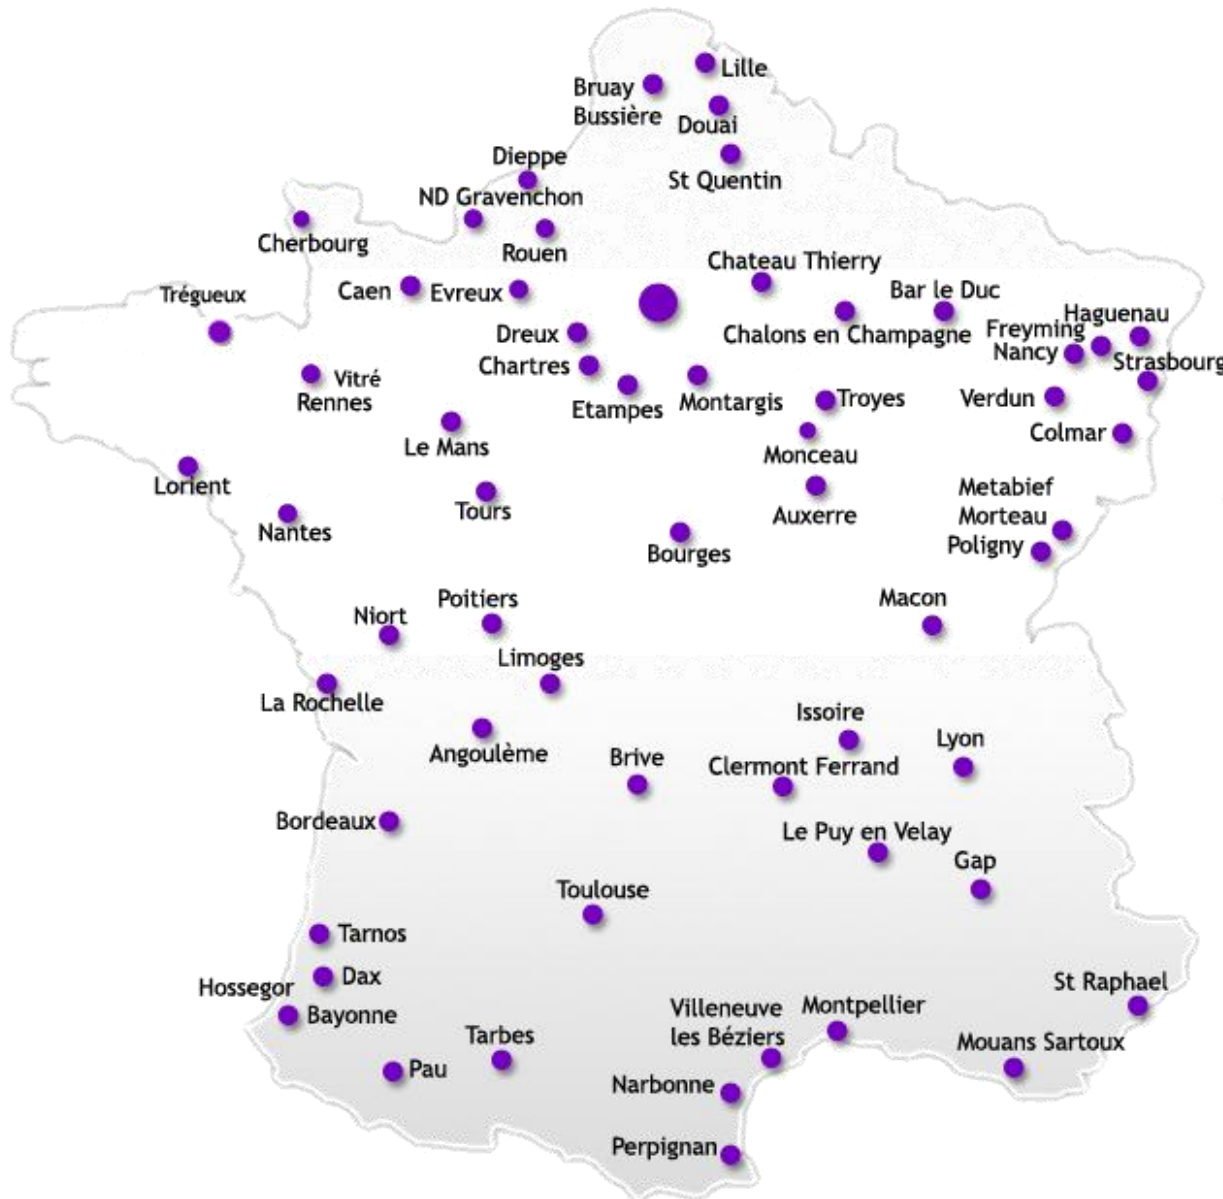 Lille
Bruay
Bussière
Douai
St Quentin
Dieppe
ND Gravenchon
Rouen
Cherbourg
Chateau Thierry
Caen
Evreux
Bar le Duc
Trégueux
Haguenau
Dreux
Chalons en Champagne
Freyming
Nancy
Strasbourg
Chartres
Vitré
Rennes
Etampes
Montargis
Troyes
Verdun
Le Mans
Monceau
Colmar
Lorient
Tours
Auxerre
Metabief
Morteau
Poligny
Nantes
Bourges
Niort
Poitiers
Macon
Limoges
La Rochelle
Issoire
Angoulème
Brive
Clermont Ferrand
Lyon
Bordeaux
Le Puy en Velay
Gap
Toulouse
Tarnos
Dax
Hossegor
Bayonne
St Raphael
Villeneuve
les Béziers
Montpellier
Tarbes
Mouans Sartoux
Pau
Narbonne
Perpignan